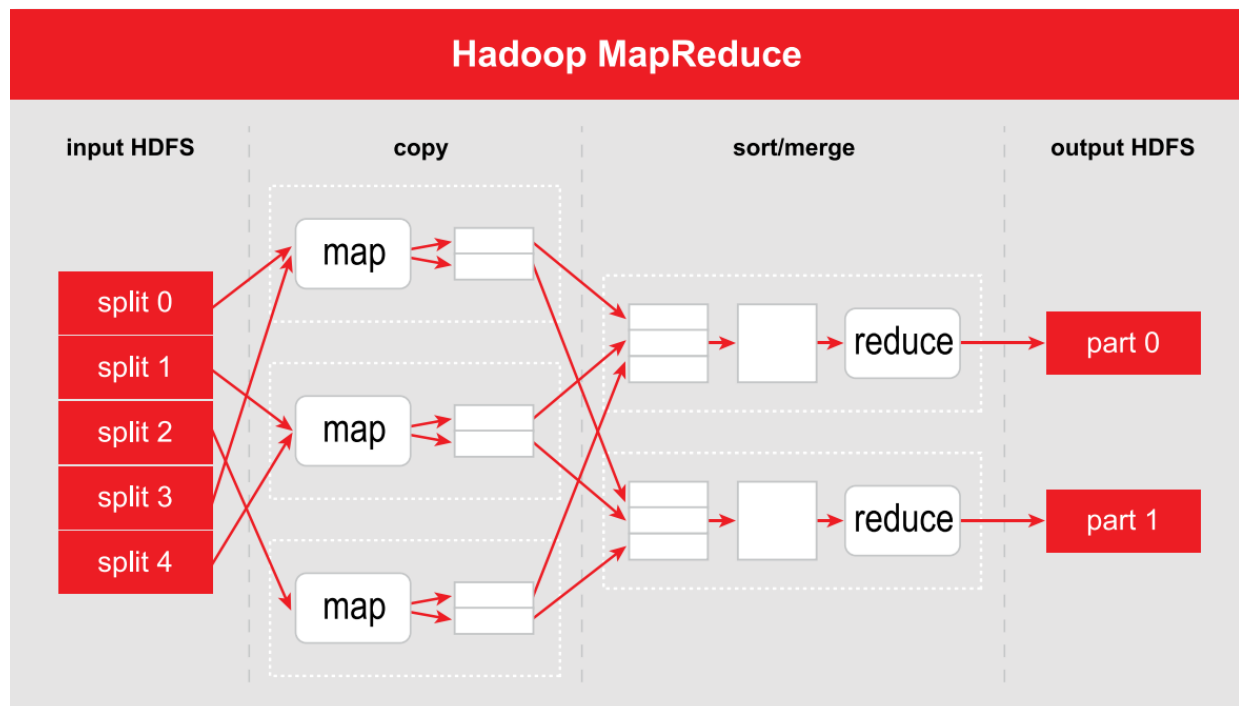 Hadoop MapReduce
input HDFS
copy
sort/merge
output HDFS
split 0
split 1
split 2
split 3
split 4
map
map
map
reduce
reduce
part 0
part 1